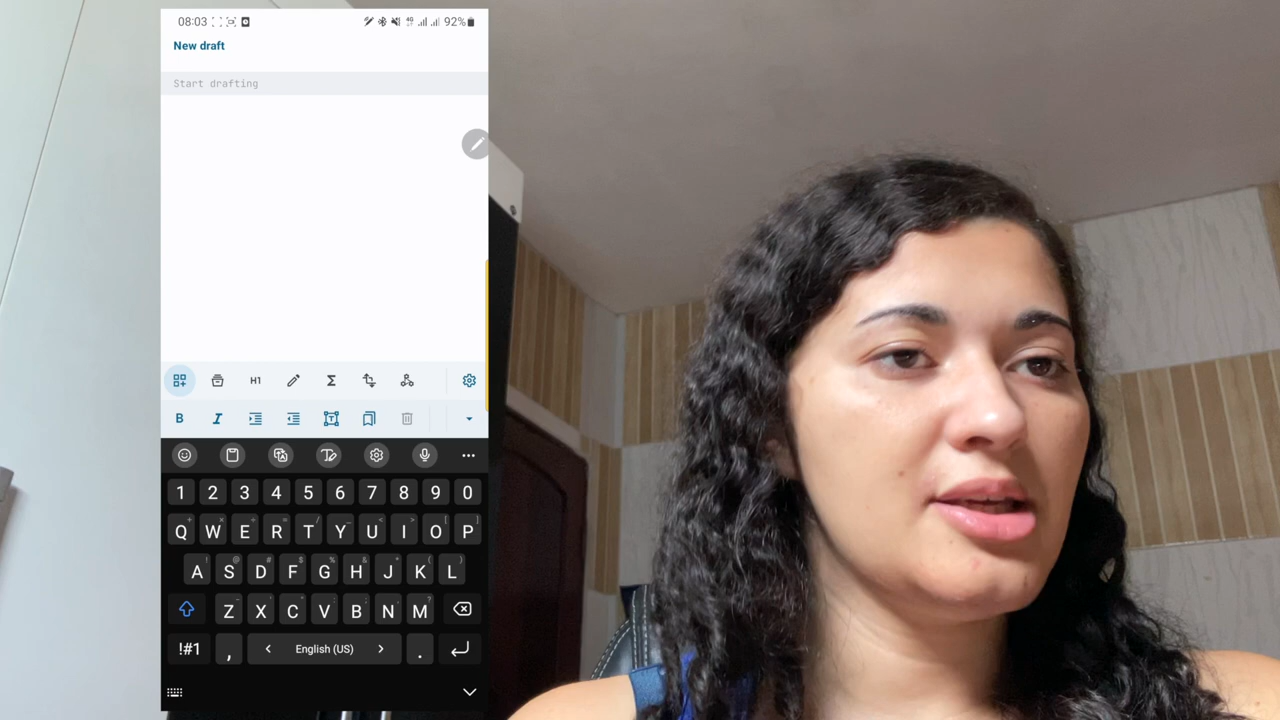 08:03 4G 92%
New draft
Start drafting
H1 Σ
B I T
1 2 3 4 5 6 7 8 9 0
Q W E R T Y U I O P
A S D F G H J K L
Z X C V B N M
!#1 , < English (US) > .